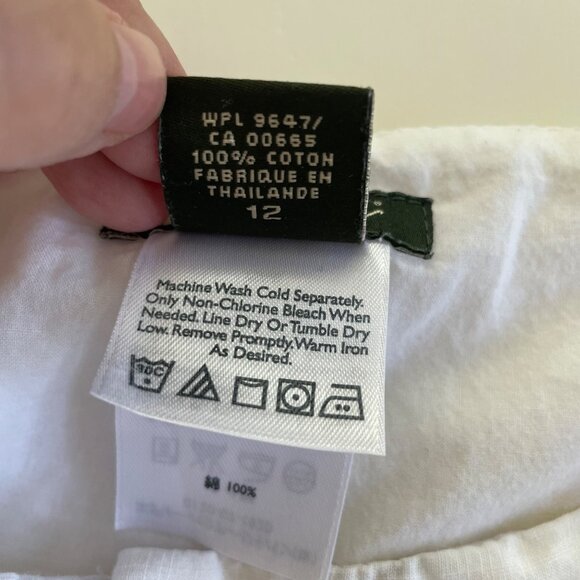 WPL 9647/
CA 00665
100% COTON
FABRIQUE EN
THAILANDE
12
Machine Wash Cold Separately.
Only Non-Chlorine Bleach When
Needed. Line Dry Or Tumble Dry
Low. Remove Promptly. Warm Iron
As Desired.
30C
100%